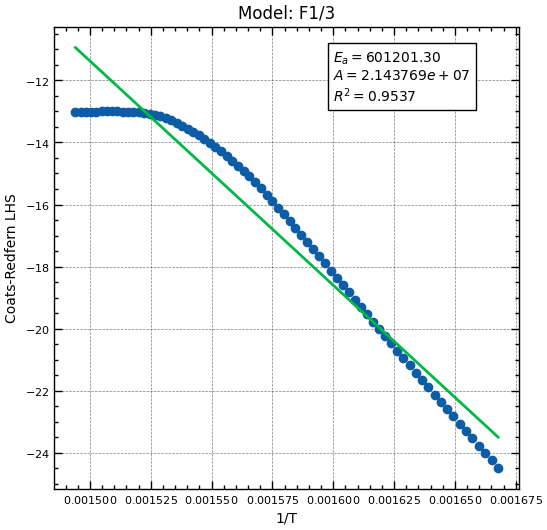 Model: F1/3
E_a = 601201.30
A = 2.143769e + 07
R² = 0.9537
Coats-Redfern LHS
−12
−14
−16
−18
−20
−22
−24
0.001500 0.001525 0.001550 0.001575 0.001600 0.001625 0.001650 0.001675
1/T